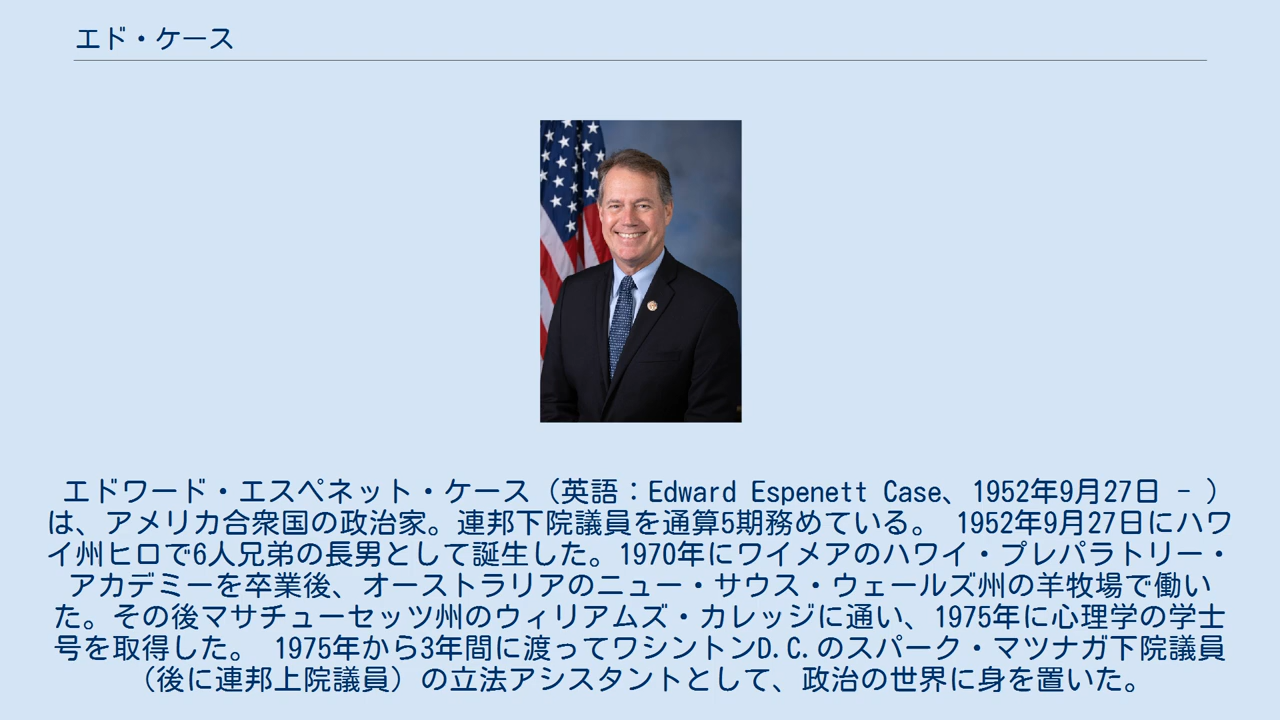 エド・ケース
エドワード・エスペネット・ケース（英語：Edward Espenett Case、1952年9月27日 - ）
は、アメリカ合衆国の政治家。連邦下院議員を通算5期務めている。 1952年9月27日にハワ
イ州ヒロで6人兄弟の長男として誕生した。1970年にワイメアのハワイ・プレパラトリー・
アカデミーを卒業後、オーストラリアのニュー・サウス・ウェールズ州の羊牧場で働い
た。その後マサチューセッツ州のウィリアムズ・カレッジに通い、1975年に心理学の学士
号を取得した。 1975年から3年間に渡ってワシントンD.C.のスパーク・マツナガ下院議員
（後に連邦上院議員）の立法アシスタントとして、政治の世界に身を置いた。